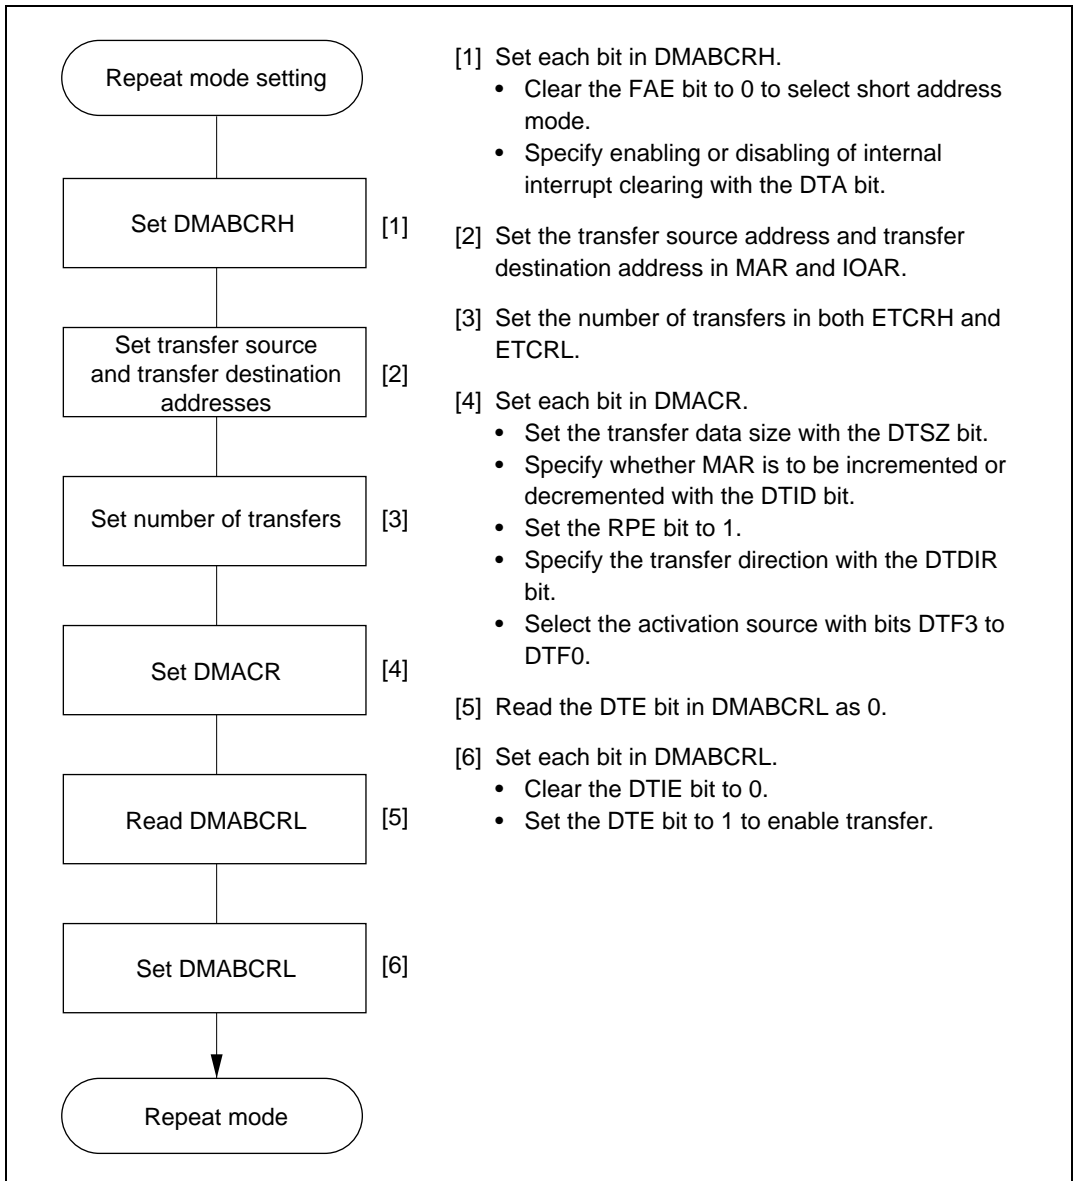 Repeat mode setting
Set DMABCRH
[1]
Set transfer source
and transfer destination
addresses
[2]
Set number of transfers
[3]
Set DMACR
[4]
Read DMABCRL
[5]
Set DMABCRL
[6]
Repeat mode
[1] Set each bit in DMABCRH.
• Clear the FAE bit to 0 to select short address
mode.
• Specify enabling or disabling of internal
interrupt clearing with the DTA bit.
[2] Set the transfer source address and transfer
destination address in MAR and IOAR.
[3] Set the number of transfers in both ETCRH and
ETCRL.
[4] Set each bit in DMACR.
• Set the transfer data size with the DTSZ bit.
• Specify whether MAR is to be incremented or
decremented with the DTID bit.
• Set the RPE bit to 1.
• Specify the transfer direction with the DTDIR
bit.
• Select the activation source with bits DTF3 to
DTF0.
[5] Read the DTE bit in DMABCRL as 0.
[6] Set each bit in DMABCRL.
• Clear the DTIE bit to 0.
• Set the DTE bit to 1 to enable transfer.